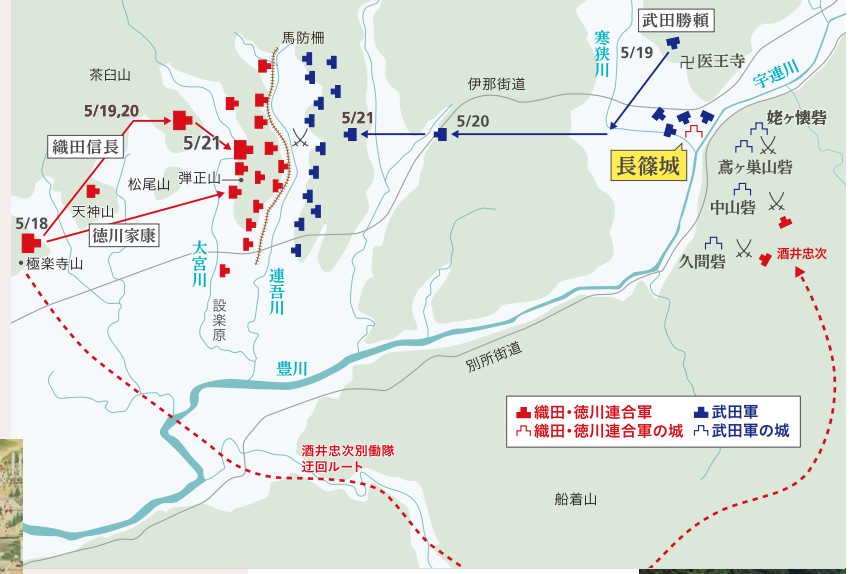 武田勝頼
馬防柵
寒狭川
5/19
卍医王寺
茶臼山
宇連川
伊那街道
5/19,20
5/21
5/20
姥ヶ懐砦
織田信長
5/21
長篠城
鳶ヶ巣山砦
松尾山
弾正山
天神山
中山砦
5/18
徳川家康
極楽寺山
大宮川
連吾川
久間砦
酒井忠次
設楽原
豊川
別所街道
織田・徳川連合軍
武田軍
織田・徳川連合軍の城
武田軍の城
酒井忠次別働隊
迂回ルート
船着山